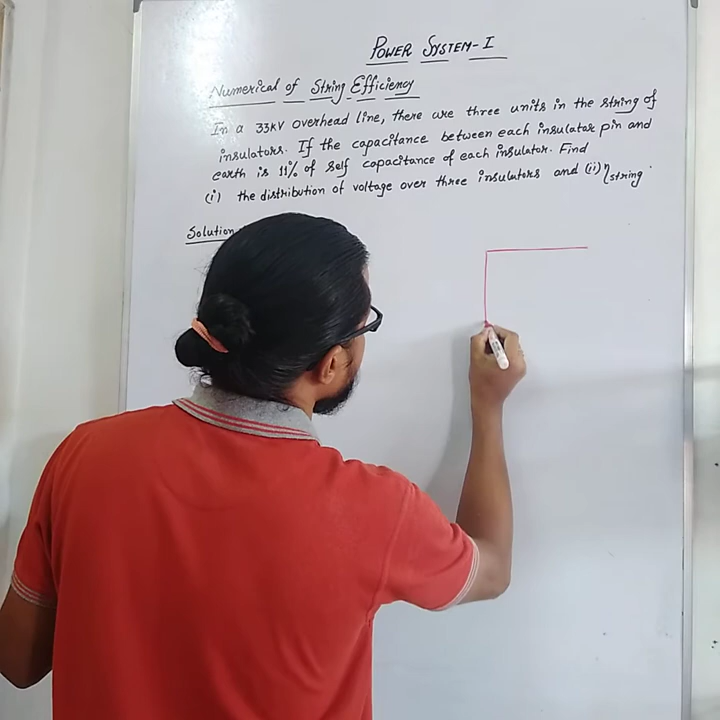 POWER SYSTEM-I
Numerical of String Efficiency
In a 33kV overhead line, there are three units in the string of
insulators. If the capacitance between each insulator pin and
earth is 11% of self capacitance of each insulator. Find
(i) the distribution of voltage over three insulators and (ii) η string.
Solution